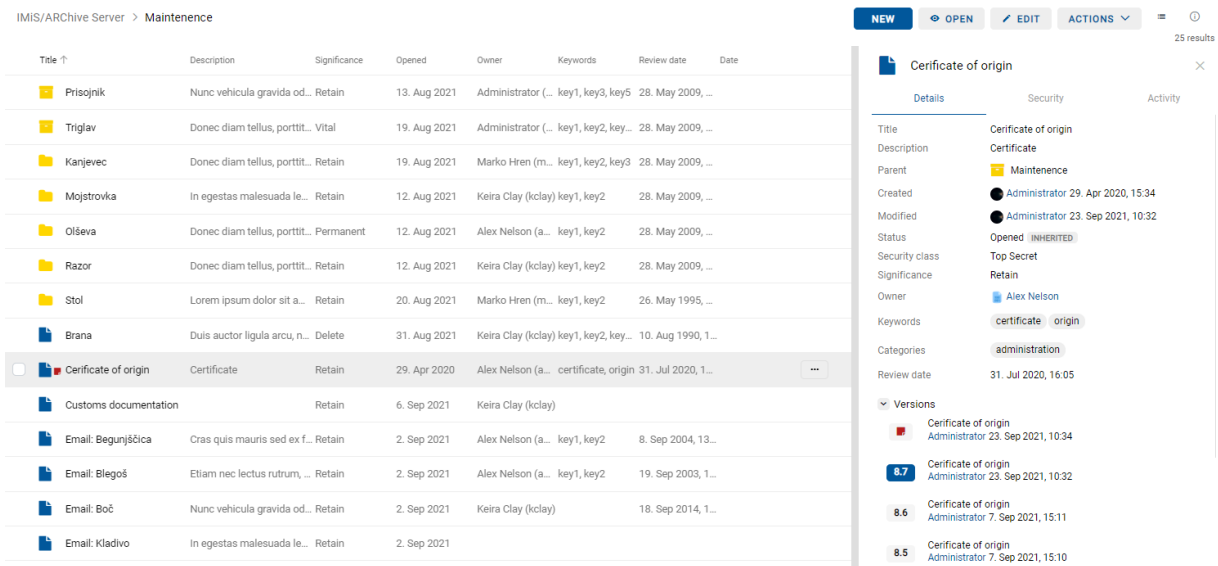 IMiS/ARChive Server > Maintenence
NEW OPEN EDIT ACTIONS
25 results
Title Description Significance Opened Owner Keywords Review date Date
Prisojnik Nunc vehicula gravida od... Retain 13. Aug 2021 Administrator (... key1, key3, key5 28. May 2009, ...
Triglav Donec diam tellus, porttit... Vital 19. Aug 2021 Administrator (... key1, key2, key... 28. May 2009, ...
Kanjevec Donec diam tellus, porttit... Retain 19. Aug 2021 Marko Hren (m... key1, key2, key3 28. May 2009, ...
Mojstrovka In egestas malesuada le... Retain 12. Aug 2021 Keira Clay (kclay) key1, key2 28. May 2009, ...
Olševa Donec diam tellus, porttit... Permanent 12. Aug 2021 Alex Nelson (a... key1, key2 28. May 2009, ...
Razor Donec diam tellus, porttit... Retain 12. Aug 2021 Keira Clay (kclay) key1, key2 28. May 2009, ...
Stol Lorem ipsum dolor sit a... Retain 20. Aug 2021 Marko Hren (m... key1, key2 26. May 1995, ...
Brana Duis auctor ligula arcu, n... Delete 31. Aug 2021 Keira Clay (kclay) key1, key2, key... 10. Aug 1990, 1...
Cerificate of origin Certificate Retain 29. Apr 2020 Alex Nelson (a... certificate, origin 31. Jul 2020, 1... ...
Customs documentation Retain 6. Sep 2021 Keira Clay (kclay)
Email: Begunjščica Cras quis mauris sed ex f... Retain 2. Sep 2021 Alex Nelson (a... key1, key2 8. Sep 2004, 13...
Email: Blegoš Etiam nec lectus rutrum, ... Retain 2. Sep 2021 Alex Nelson (a... key1, key2 19. Sep 2003, 1...
Email: Boč Nunc vehicula gravida od... Retain 2. Sep 2021 Keira Clay (kclay) 18. Sep 2014, 1...
Email: Kladivo In egestas malesuada le... Retain 2. Sep 2021
Cerificate of origin
Details Security Activity
Title Cerificate of origin
Description Certificate
Parent Maintenence
Created Administrator 29. Apr 2020, 15:34
Modified Administrator 23. Sep 2021, 10:32
Status Opened INHERITED
Security class Top Secret
Significance Retain
Owner Alex Nelson
Keywords certificate origin
Categories administration
Review date 31. Jul 2020, 16:05
Versions
Cerificate of origin
Administrator 23. Sep 2021, 10:34
8.7 Cerificate of origin
Administrator 23. Sep 2021, 10:32
8.6 Cerificate of origin
Administrator 7. Sep 2021, 15:11
8.5 Cerificate of origin
Administrator 7. Sep 2021, 15:10